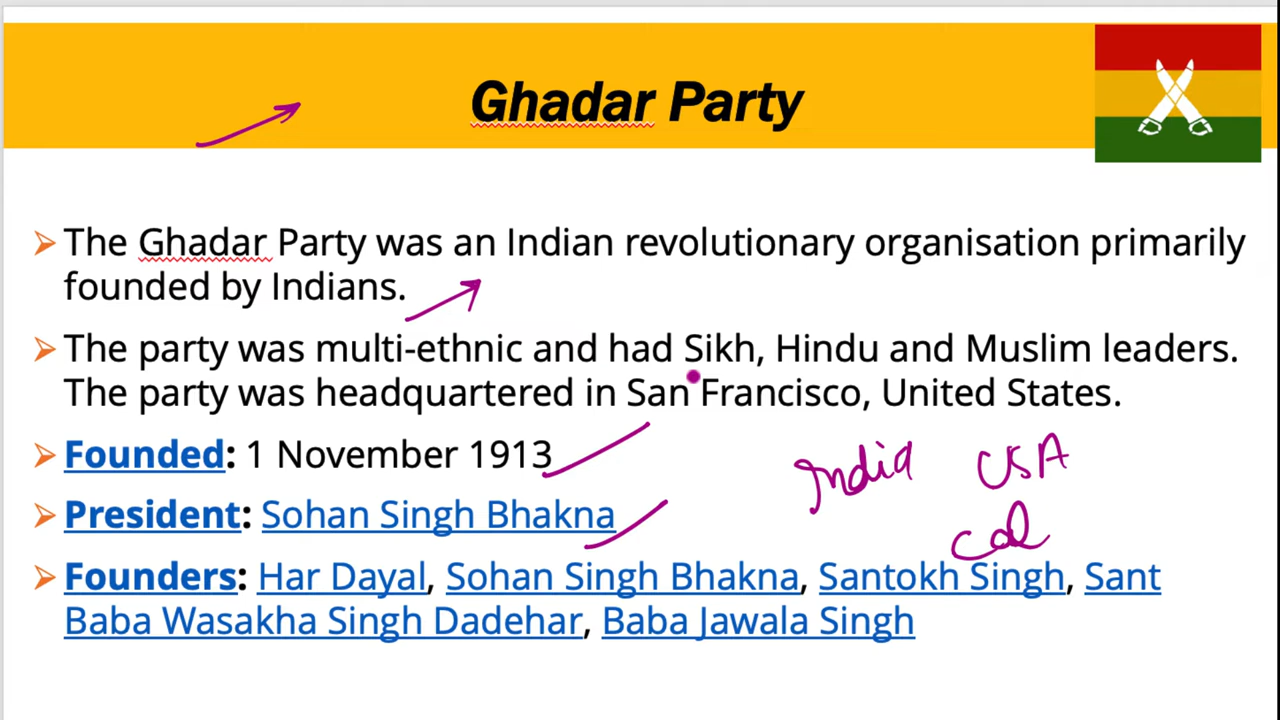 Ghadar Party
The Ghadar Party was an Indian revolutionary organisation primarily
founded by Indians.
The party was multi-ethnic and had Sikh, Hindu and Muslim leaders.
The party was headquartered in San Francisco, United States.
Founded: 1 November 1913
India USA
President: Sohan Singh Bhakna
Cal
Founders: Har Dayal, Sohan Singh Bhakna, Santokh Singh, Sant
Baba Wasakha Singh Dadehar, Baba Jawala Singh